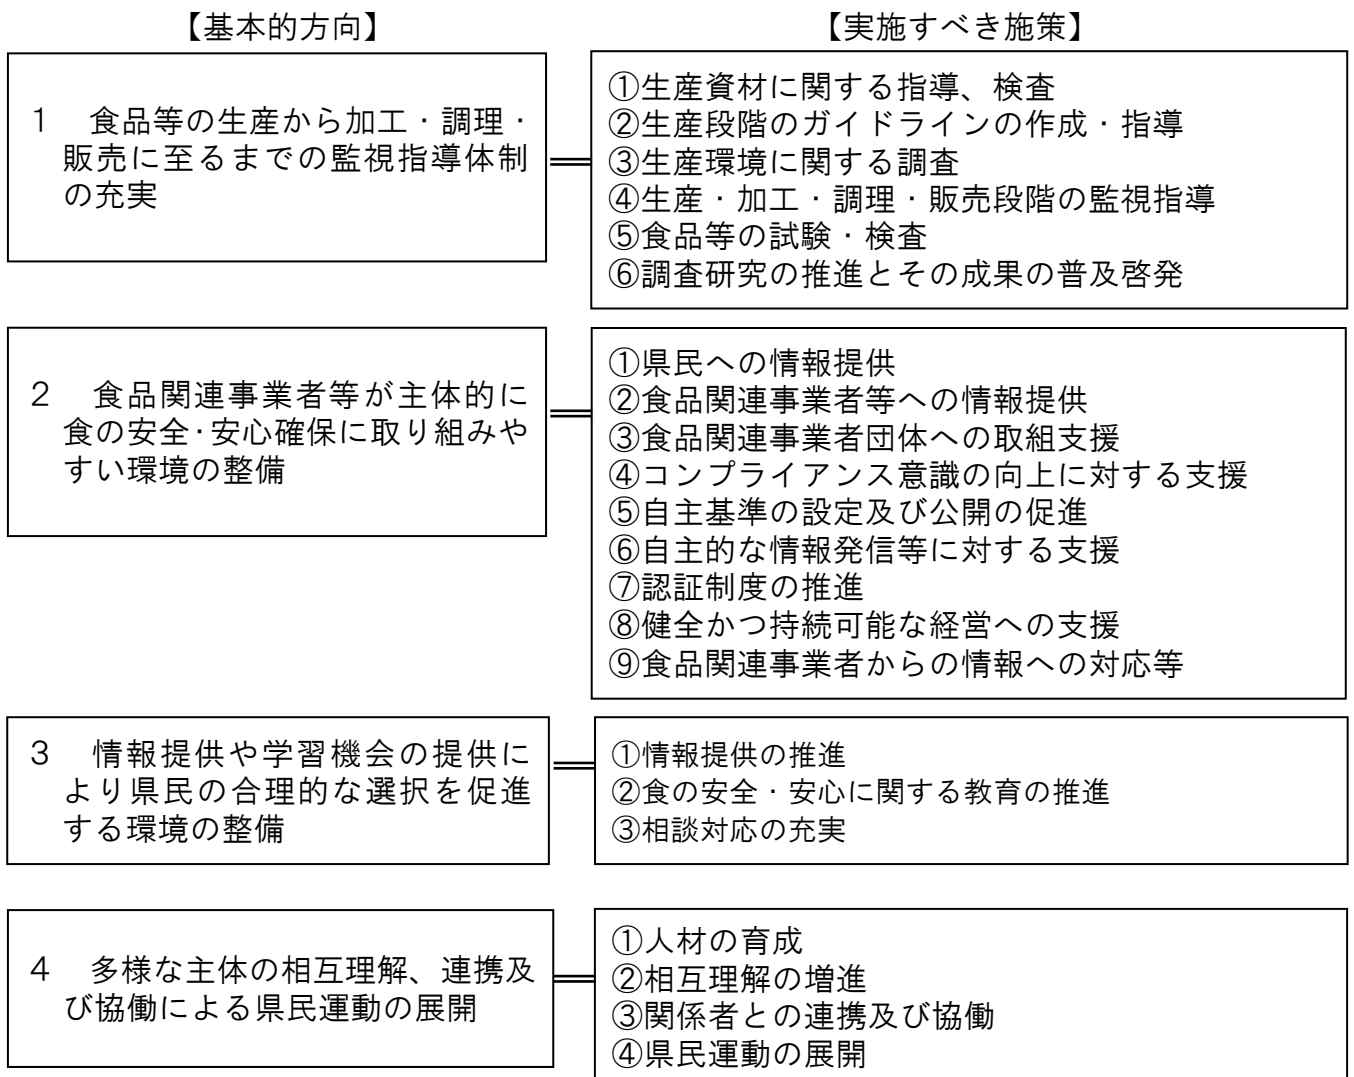 【基本的方向】
【実施すべき施策】
1　食品等の生産から加工・調理・
販売に至るまでの監視指導体制
の充実
①生産資材に関する指導、検査
②生産段階のガイドラインの作成・指導
③生産環境に関する調査
④生産・加工・調理・販売段階の監視指導
⑤食品等の試験・検査
⑥調査研究の推進とその成果の普及啓発
2　食品関連事業者等が主体的に
食の安全・安心確保に取り組みや
すい環境の整備
①県民への情報提供
②食品関連事業者等への情報提供
③食品関連事業者団体への取組支援
④コンプライアンス意識の向上に対する支援
⑤自主基準の設定及び公開の促進
⑥自主的な情報発信等に対する支援
⑦認証制度の推進
⑧健全かつ持続可能な経営への支援
⑨食品関連事業者からの情報への対応等
3　情報提供や学習機会の提供に
より県民の合理的な選択を促進
する環境の整備
①情報提供の推進
②食の安全・安心に関する教育の推進
③相談対応の充実
4　多様な主体の相互理解、連携及
び協働による県民運動の展開
①人材の育成
②相互理解の増進
③関係者との連携及び協働
④県民運動の展開